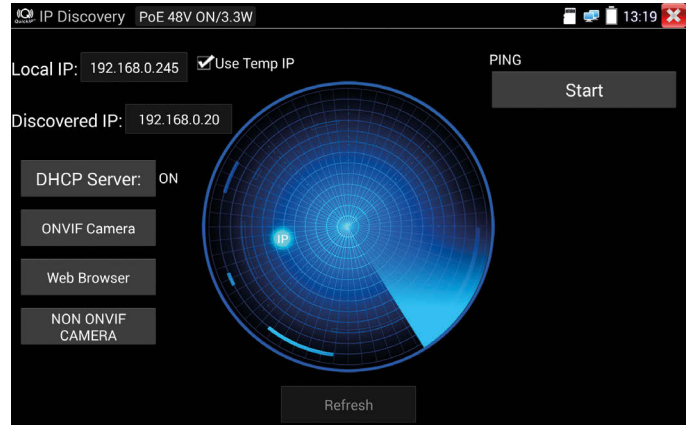 IP Discovery PoE 48V ON/3.3W 13:19
Local IP: 192.168.0.245 Use Temp IP
PING
Start
Discovered IP: 192.168.0.20
DHCP Server: ON
ONVIF Camera
IP
Web Browser
NON ONVIF
CAMERA
Refresh